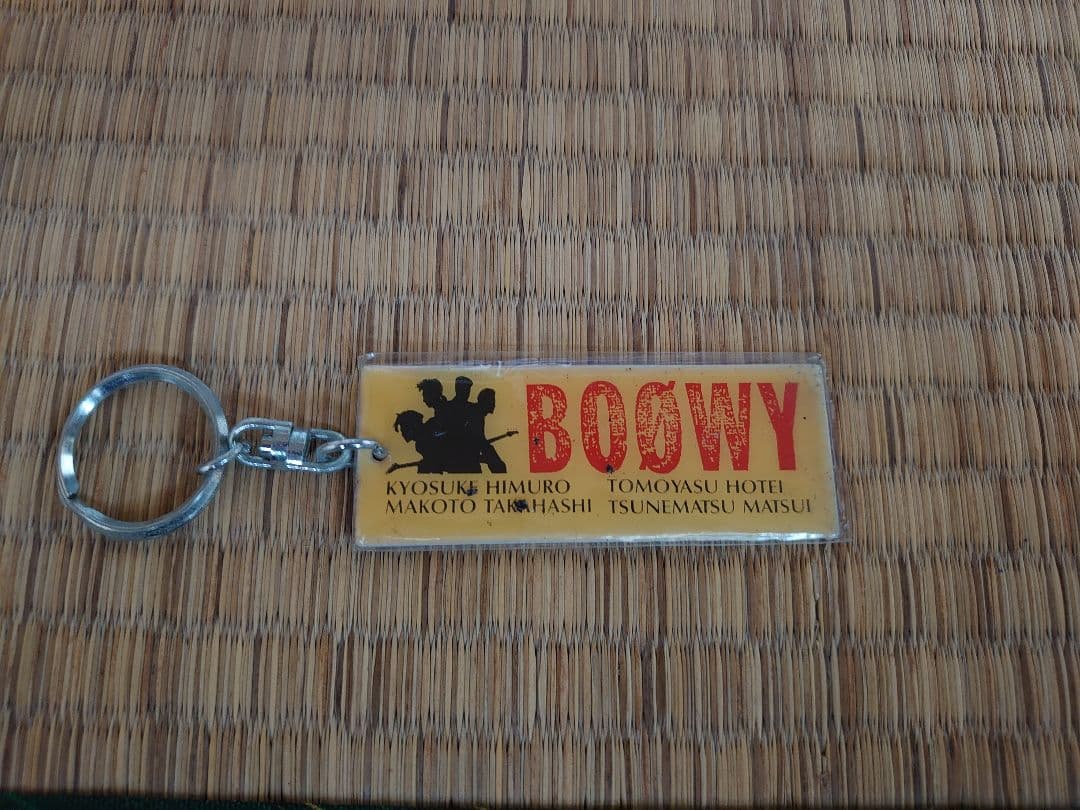 BOØWY
KYOSUKE HIMURO TOMOYASU HOTEI
MAKOTO TAKAHASHI TSUNEMATSU MATSUI